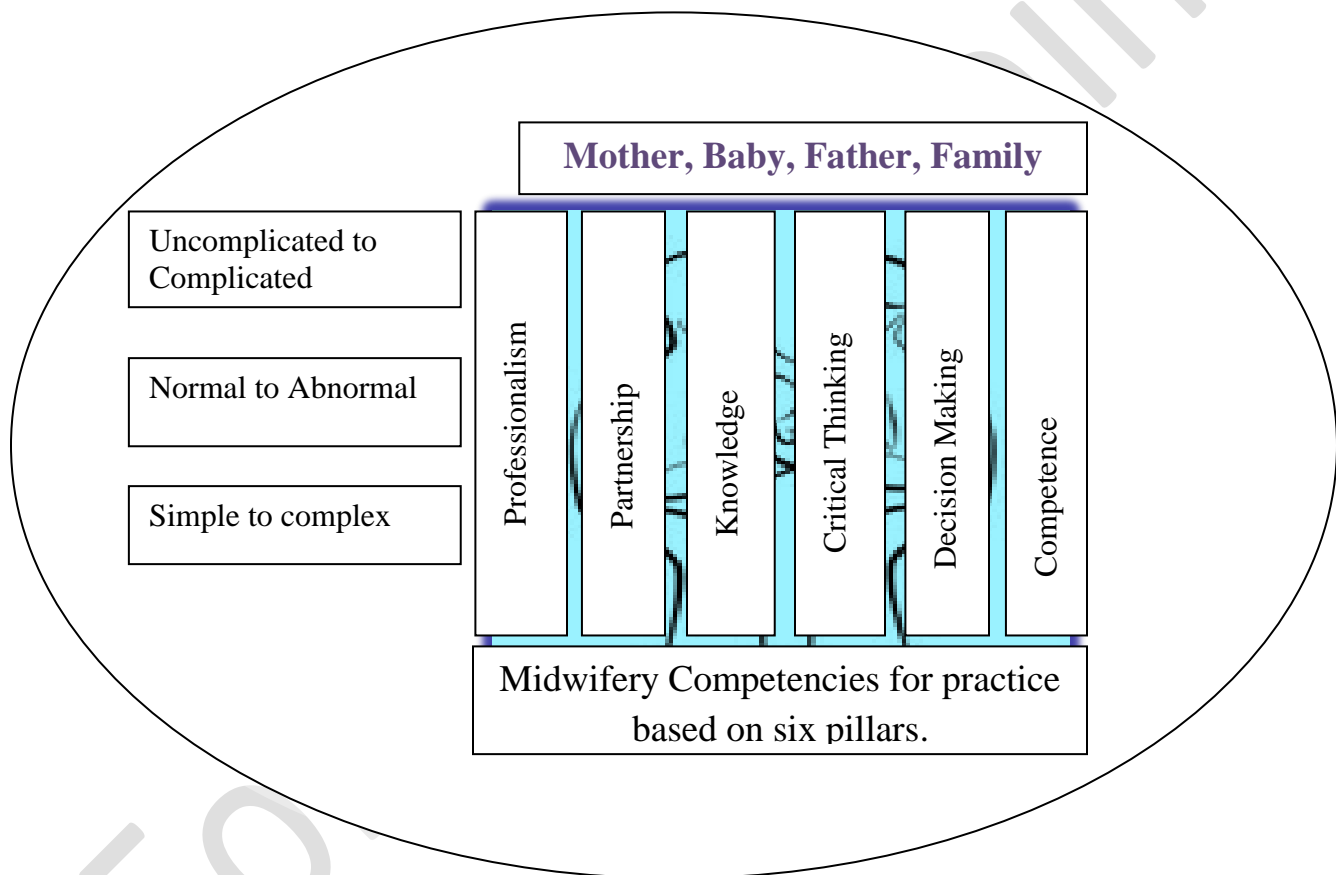 Mother, Baby, Father, Family
Uncomplicated to
Complicated
Normal to Abnormal
Simple to complex
Professionalism
Partnership
Knowledge
Critical Thinking
Decision Making
Competence
Midwifery Competencies for practice
based on six pillars.